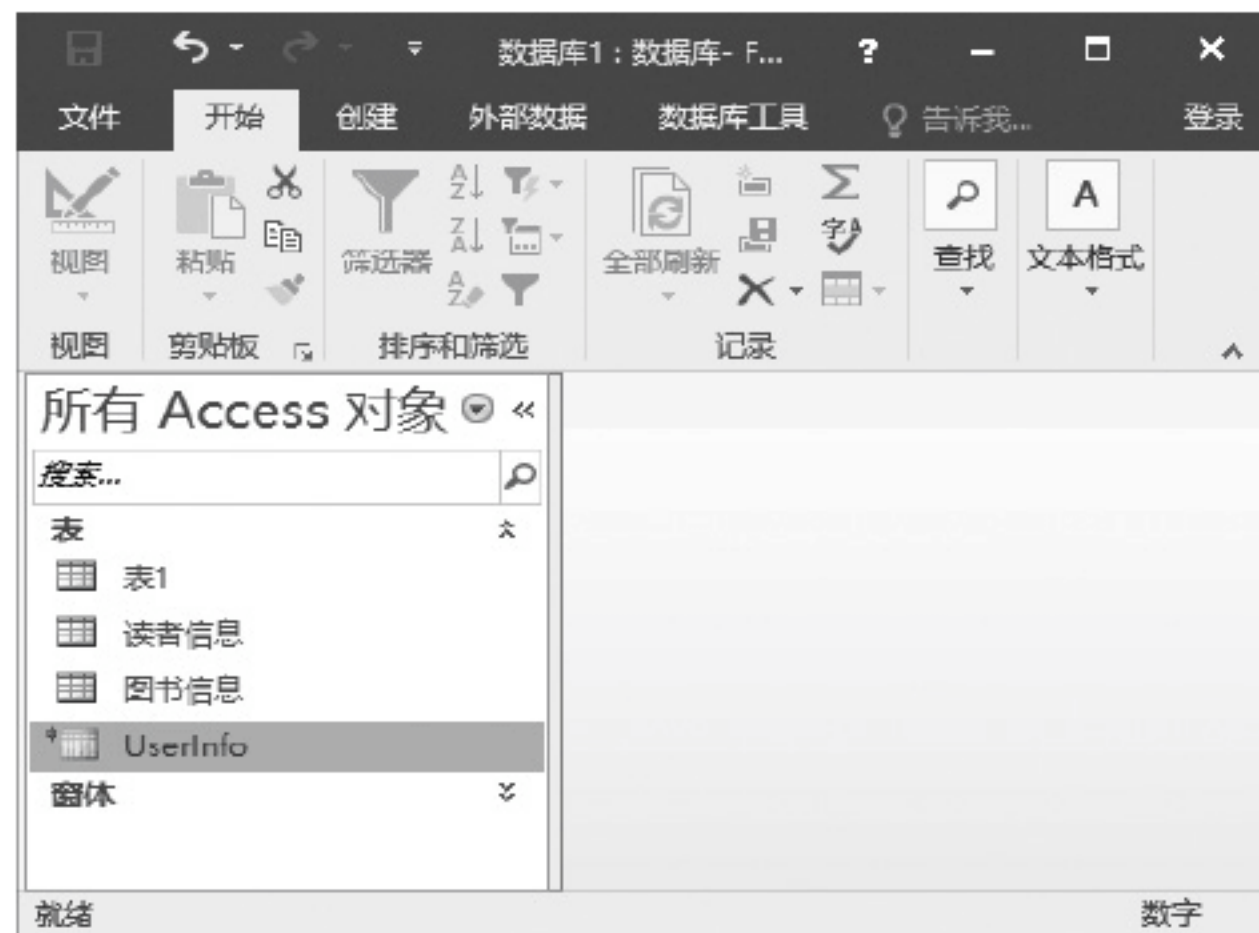 数据库1：数据库- F... ?
文件 开始 创建 外部数据 数据库工具 告诉我... 登录
视图 粘贴 筛选器 全部刷新 查找 文本格式
视图 剪贴板 排序和筛选 记录
所有 Access 对象
搜索...
表
表1
读者信息
图书信息
UserInfo
窗体
就绪 数字